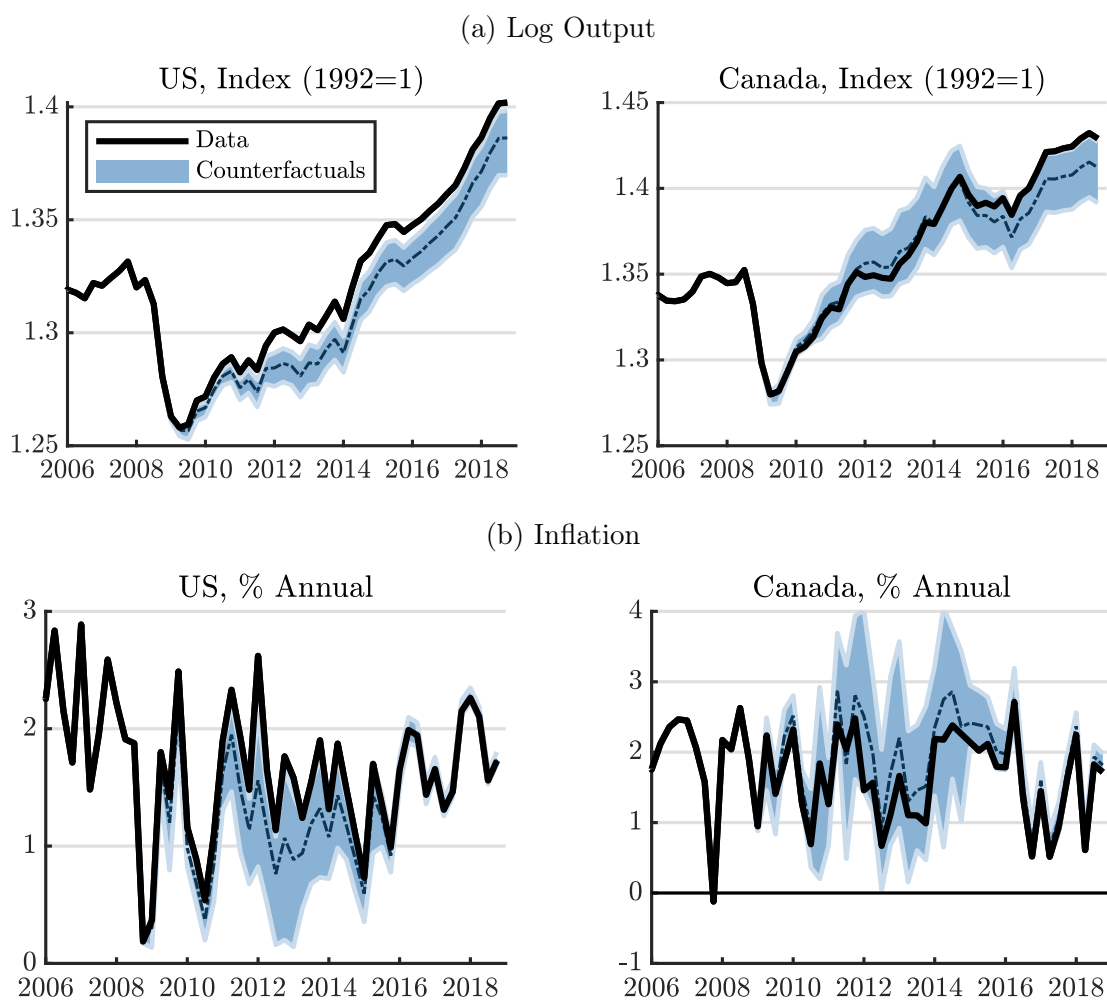 (a) Log Output
US, Index (1992=1)
1.4
1.35
1.3
1.25
Data
Counterfactuals
2006 2008 2010 2012 2014 2016 2018
Canada, Index (1992=1)
1.45
1.4
1.35
1.3
1.25
2006 2008 2010 2012 2014 2016 2018
(b) Inflation
US, % Annual
3
2
1
0
2006 2008 2010 2012 2014 2016 2018
Canada, % Annual
4
3
2
1
0
-1
2006 2008 2010 2012 2014 2016 2018